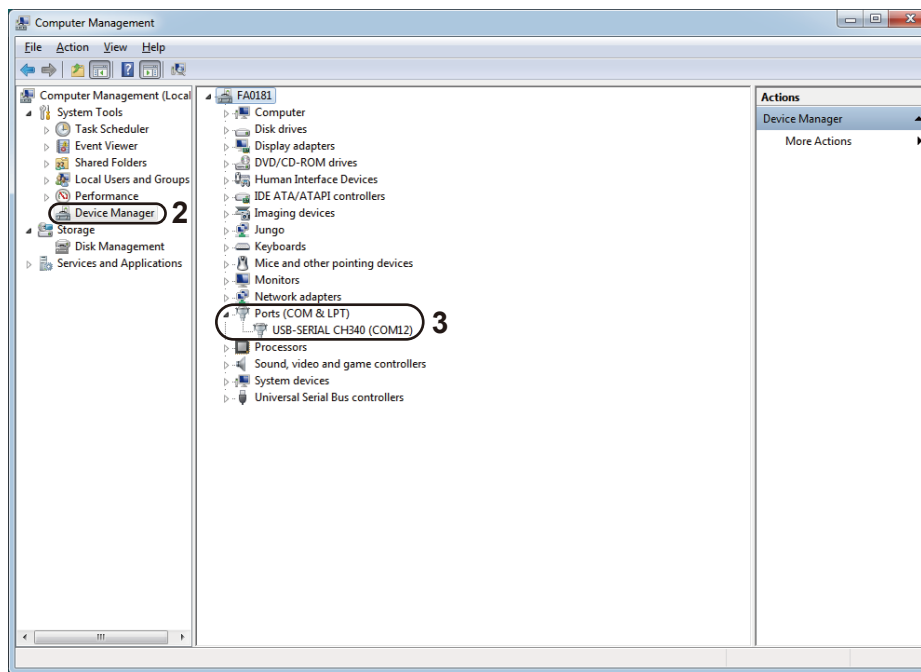 Computer Management
File Action View Help
Computer Management (Local
System Tools
Task Scheduler
Event Viewer
Shared Folders
Local Users and Groups
Performance
Device Manager 2
Storage
Disk Management
Services and Applications
FA0181
Computer
Disk drives
Display adapters
DVD/CD-ROM drives
Human Interface Devices
IDE ATA/ATAPI controllers
Imaging devices
Jungo
Keyboards
Mice and other pointing devices
Monitors
Network adapters
Ports (COM & LPT)
USB-SERIAL CH340 (COM12) 3
Processors
Sound, video and game controllers
System devices
Universal Serial Bus controllers
Actions
Device Manager
More Actions